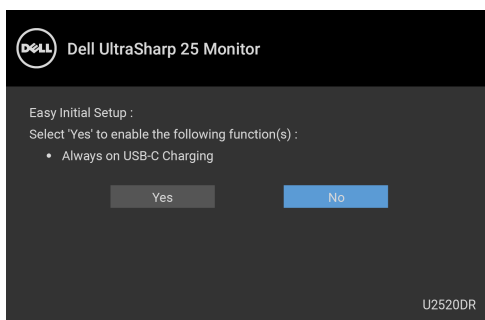 DELL Dell UltraSharp 25 Monitor
Easy Initial Setup :
Select 'Yes' to enable the following function(s) :
• Always on USB-C Charging
Yes No
U2520DR